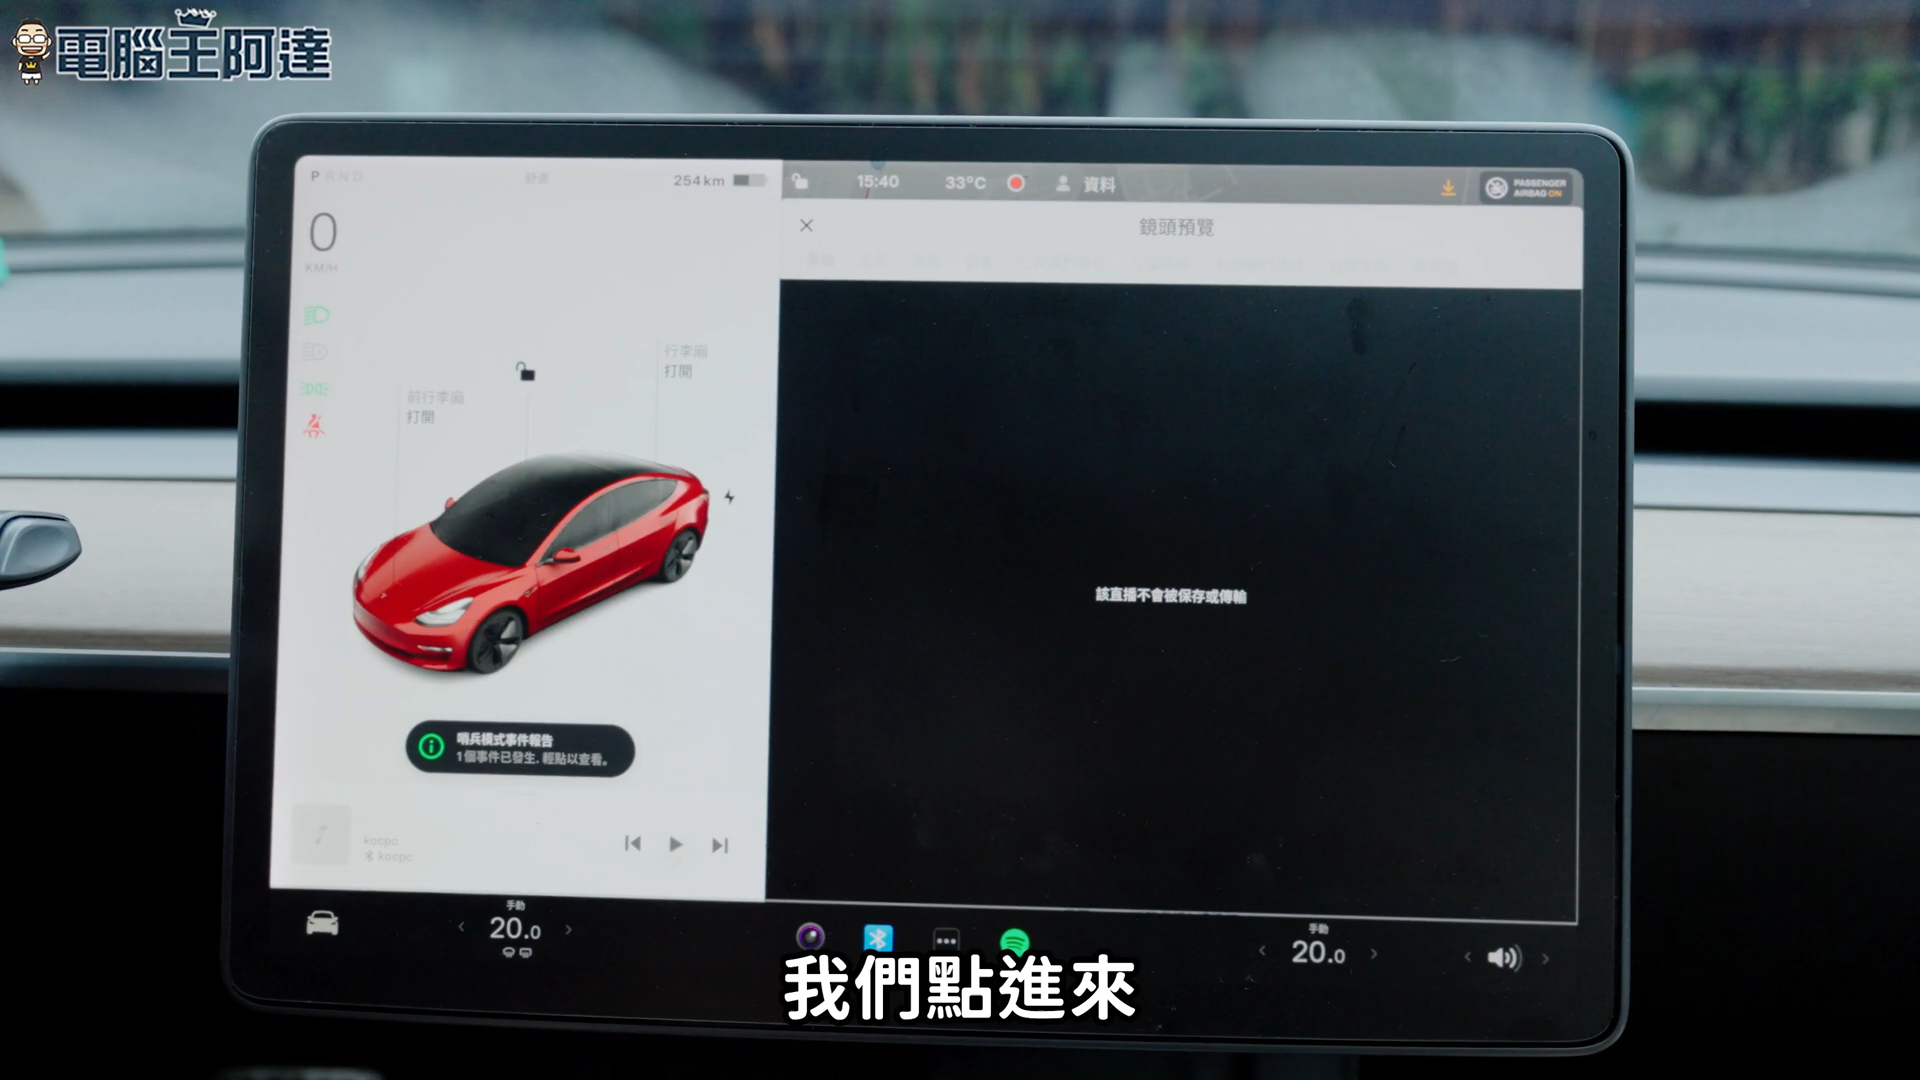 電腦王阿達
P R N D
舒適
254 km
15:40
33°C
資料
PASSENGER
AIRBAG ON
0
KM/H
鏡頭預覽
行李廂
打開
前行李廂
打開
該直播不會被保存或傳輸
哨兵模式事件報告
1個事件已發生. 輕點以查看。
kocpc
kocpc
手動
20.0
手動
20.0
我們點進來